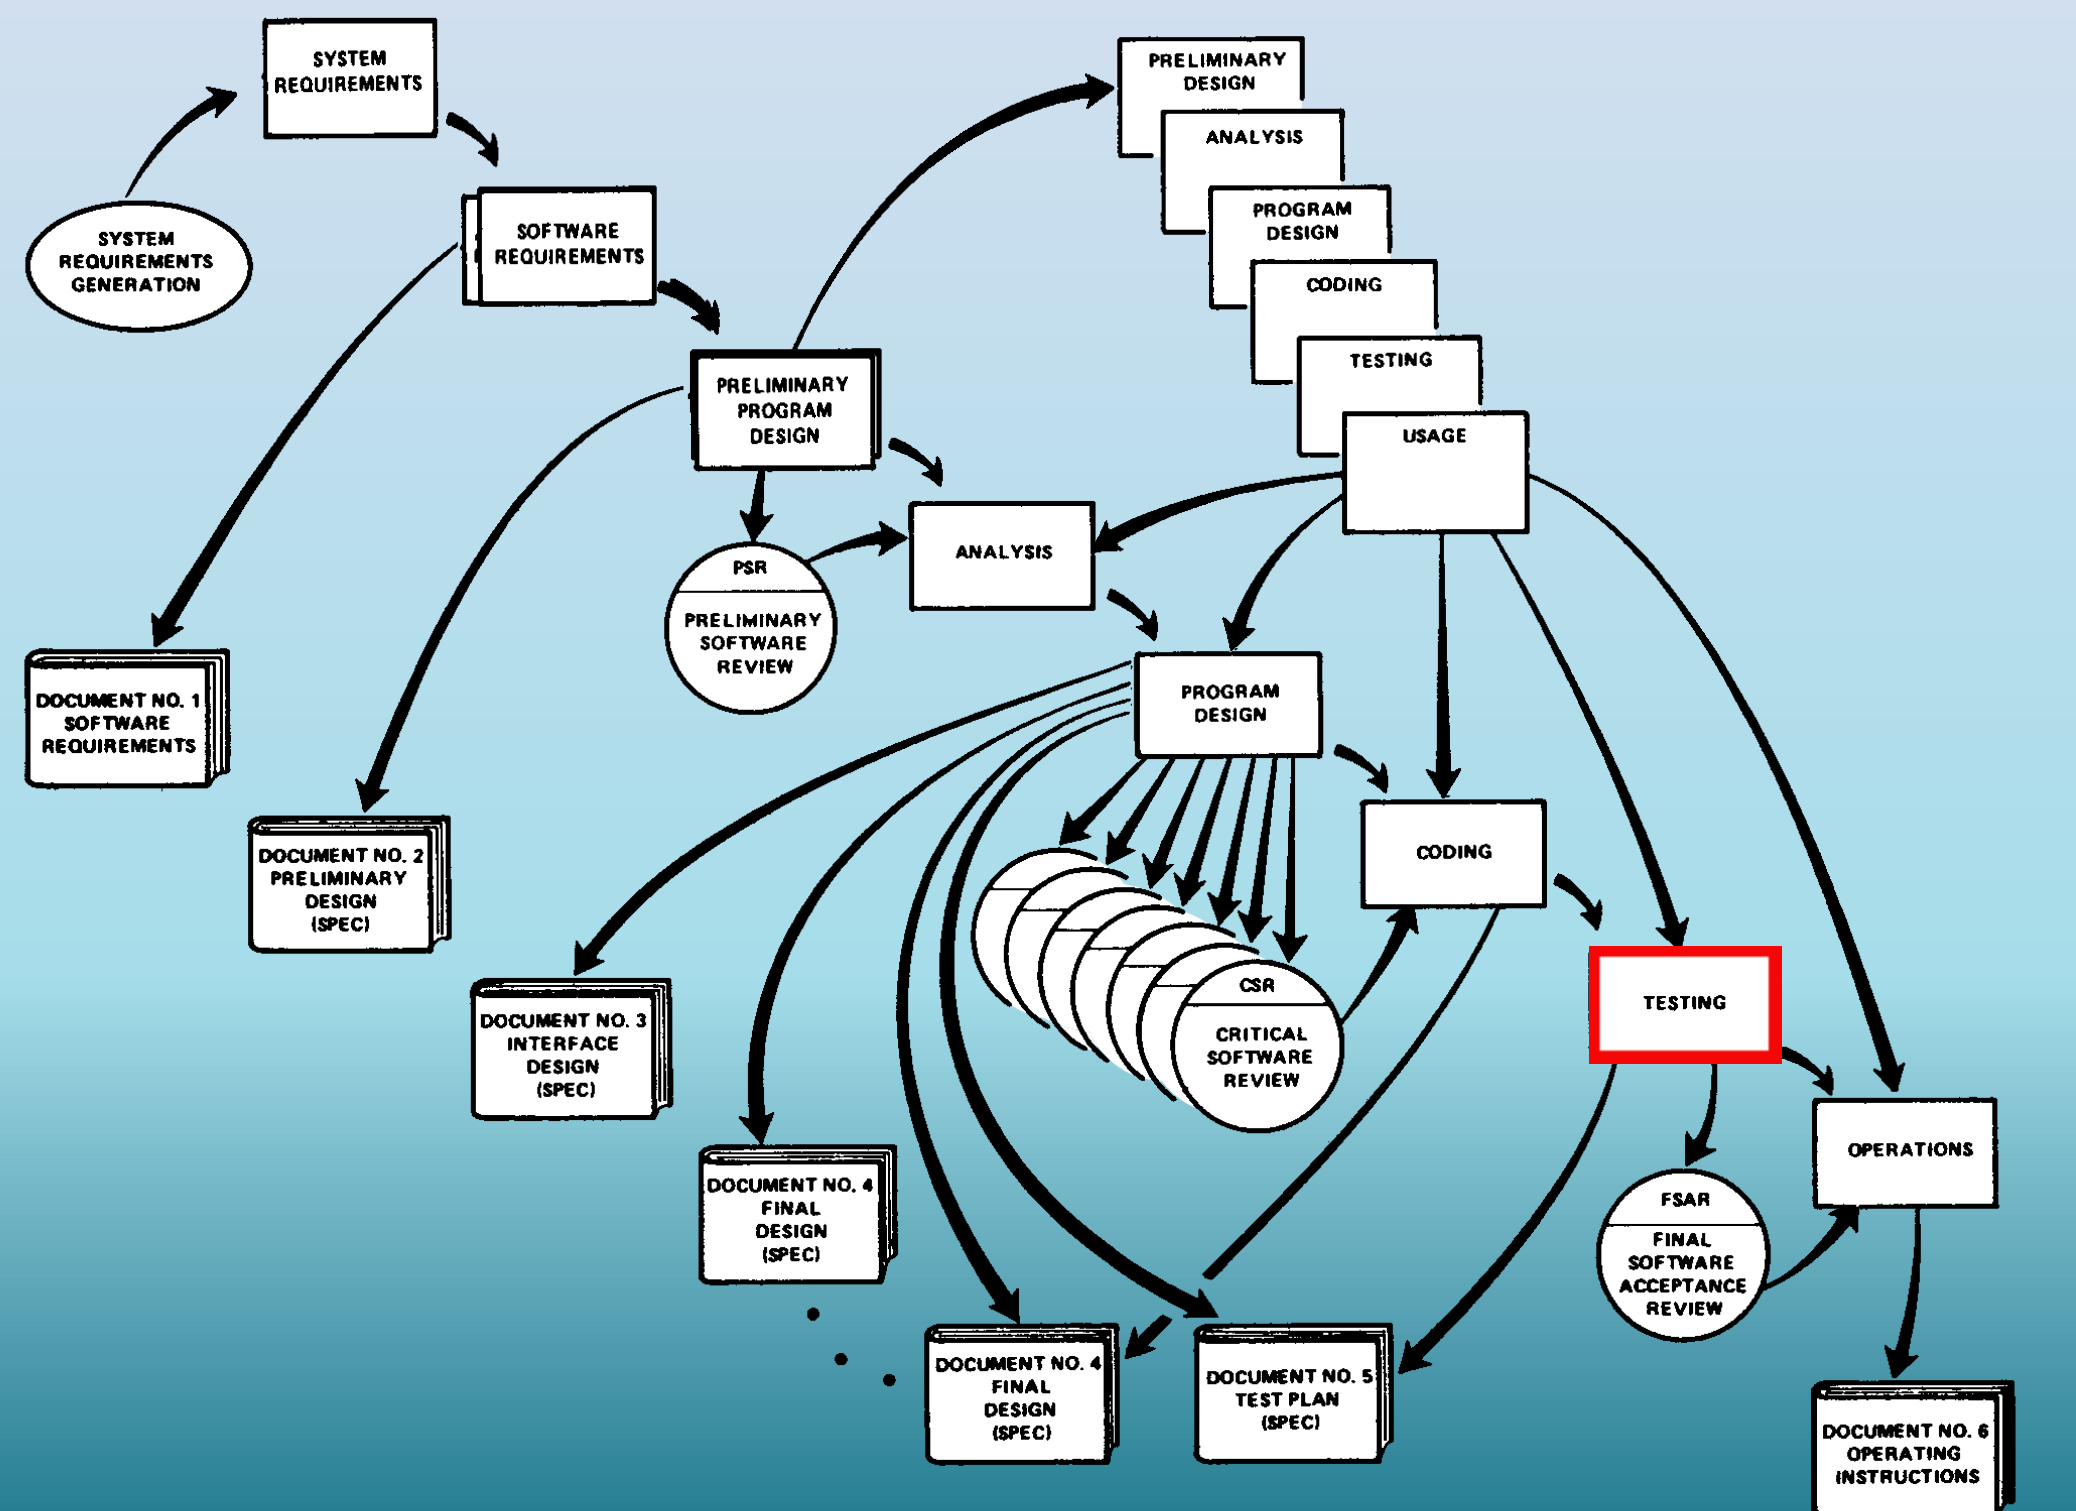 SYSTEM
REQUIREMENTS
SYSTEM
REQUIREMENTS
GENERATION
SOFTWARE
REQUIREMENTS
PRELIMINARY
PROGRAM
DESIGN
PRELIMINARY
DESIGN
ANALYSIS
PROGRAM
DESIGN
CODING
TESTING
USAGE
PSR
PRELIMINARY
SOFTWARE
REVIEW
ANALYSIS
PROGRAM
DESIGN
CODING
CSR
CRITICAL
SOFTWARE
REVIEW
TESTING
FSAR
FINAL
SOFTWARE
ACCEPTANCE
REVIEW
OPERATIONS
DOCUMENT NO. 1
SOFTWARE
REQUIREMENTS
DOCUMENT NO. 2
PRELIMINARY
DESIGN
(SPEC)
DOCUMENT NO. 3
INTERFACE
DESIGN
(SPEC)
DOCUMENT NO. 4
FINAL
DESIGN
(SPEC)
DOCUMENT NO. 4
FINAL
DESIGN
(SPEC)
DOCUMENT NO. 5
TEST PLAN
(SPEC)
DOCUMENT NO. 6
OPERATING
INSTRUCTIONS